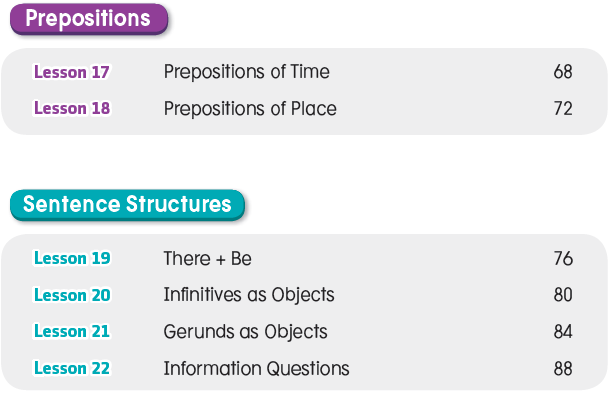 Prepositions
Lesson 17 Prepositions of Time 68
Lesson 18 Prepositions of Place 72
Sentence Structures
Lesson 19 There + Be 76
Lesson 20 Infinitives as Objects 80
Lesson 21 Gerunds as Objects 84
Lesson 22 Information Questions 88